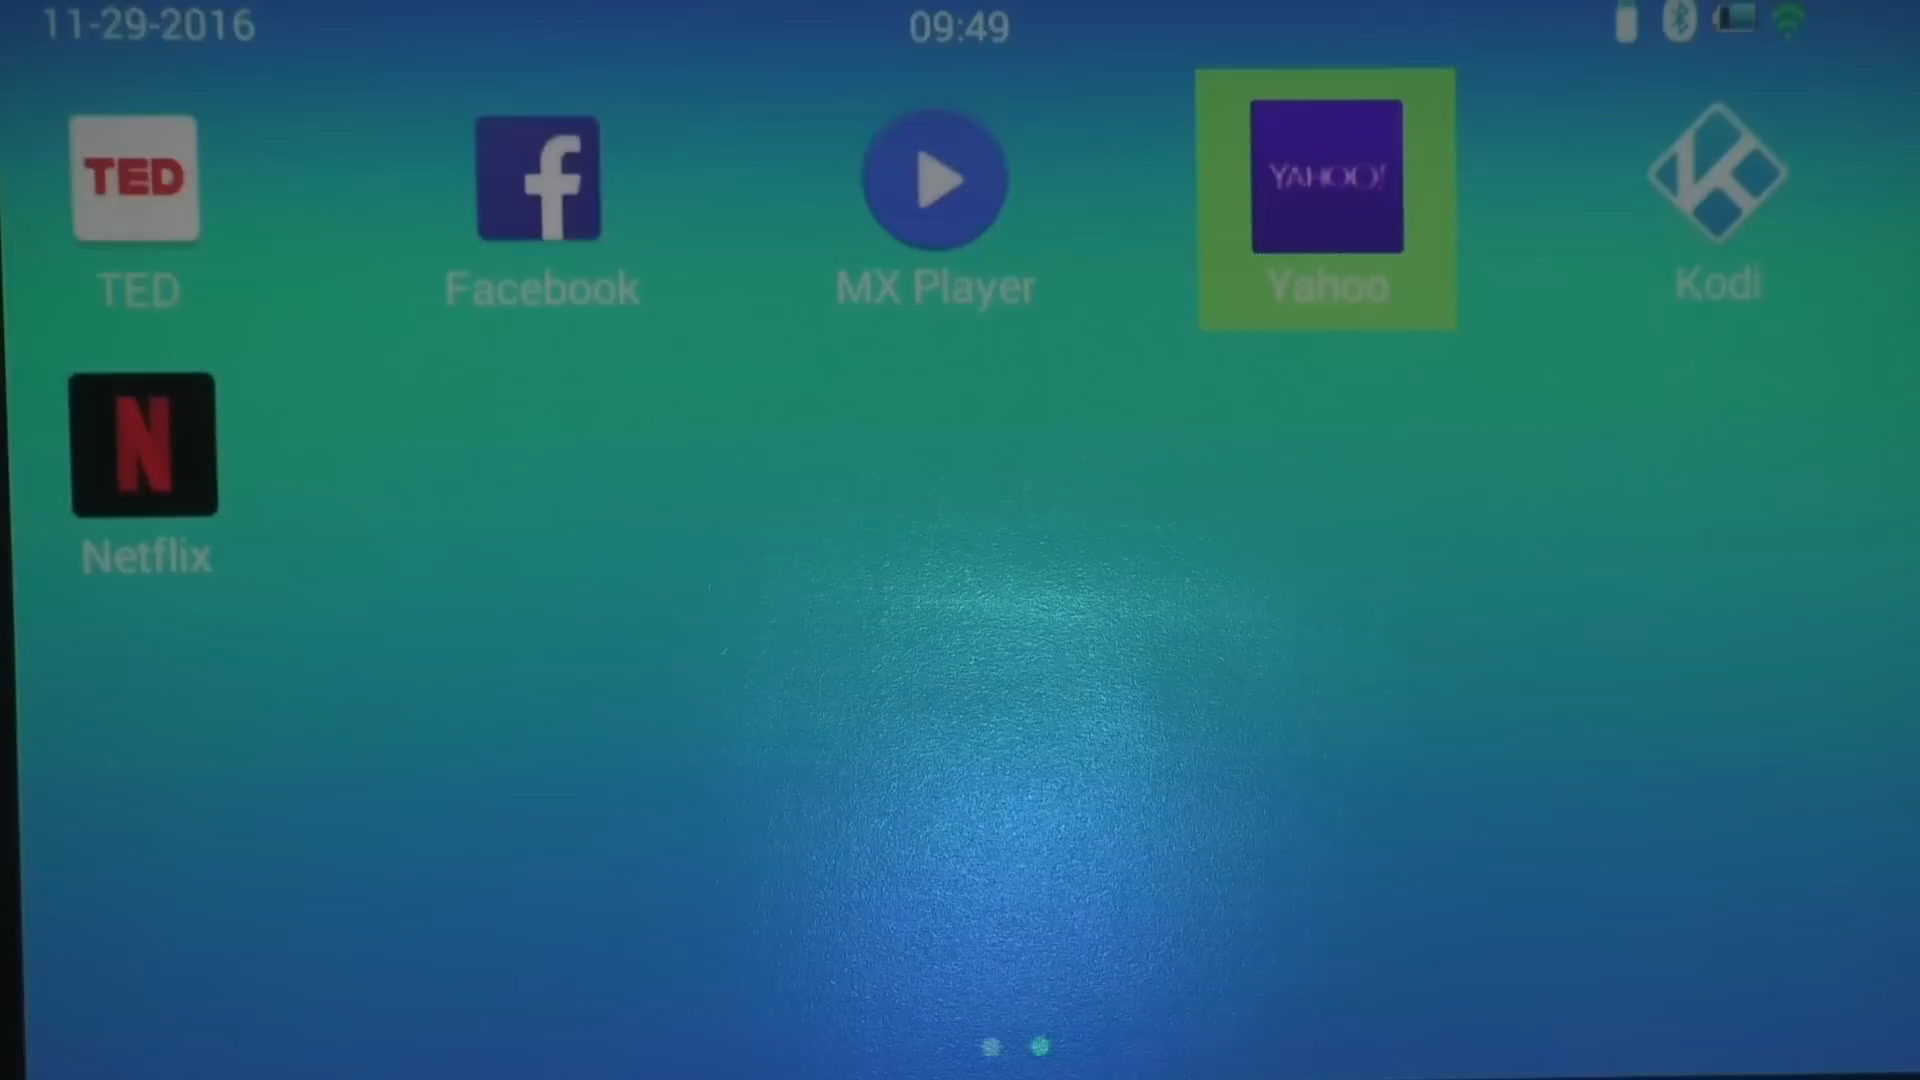 11-29-2016 09:49
TED
YAHOO!
TED Facebook MX Player Yahoo Kodi
N
Netflix